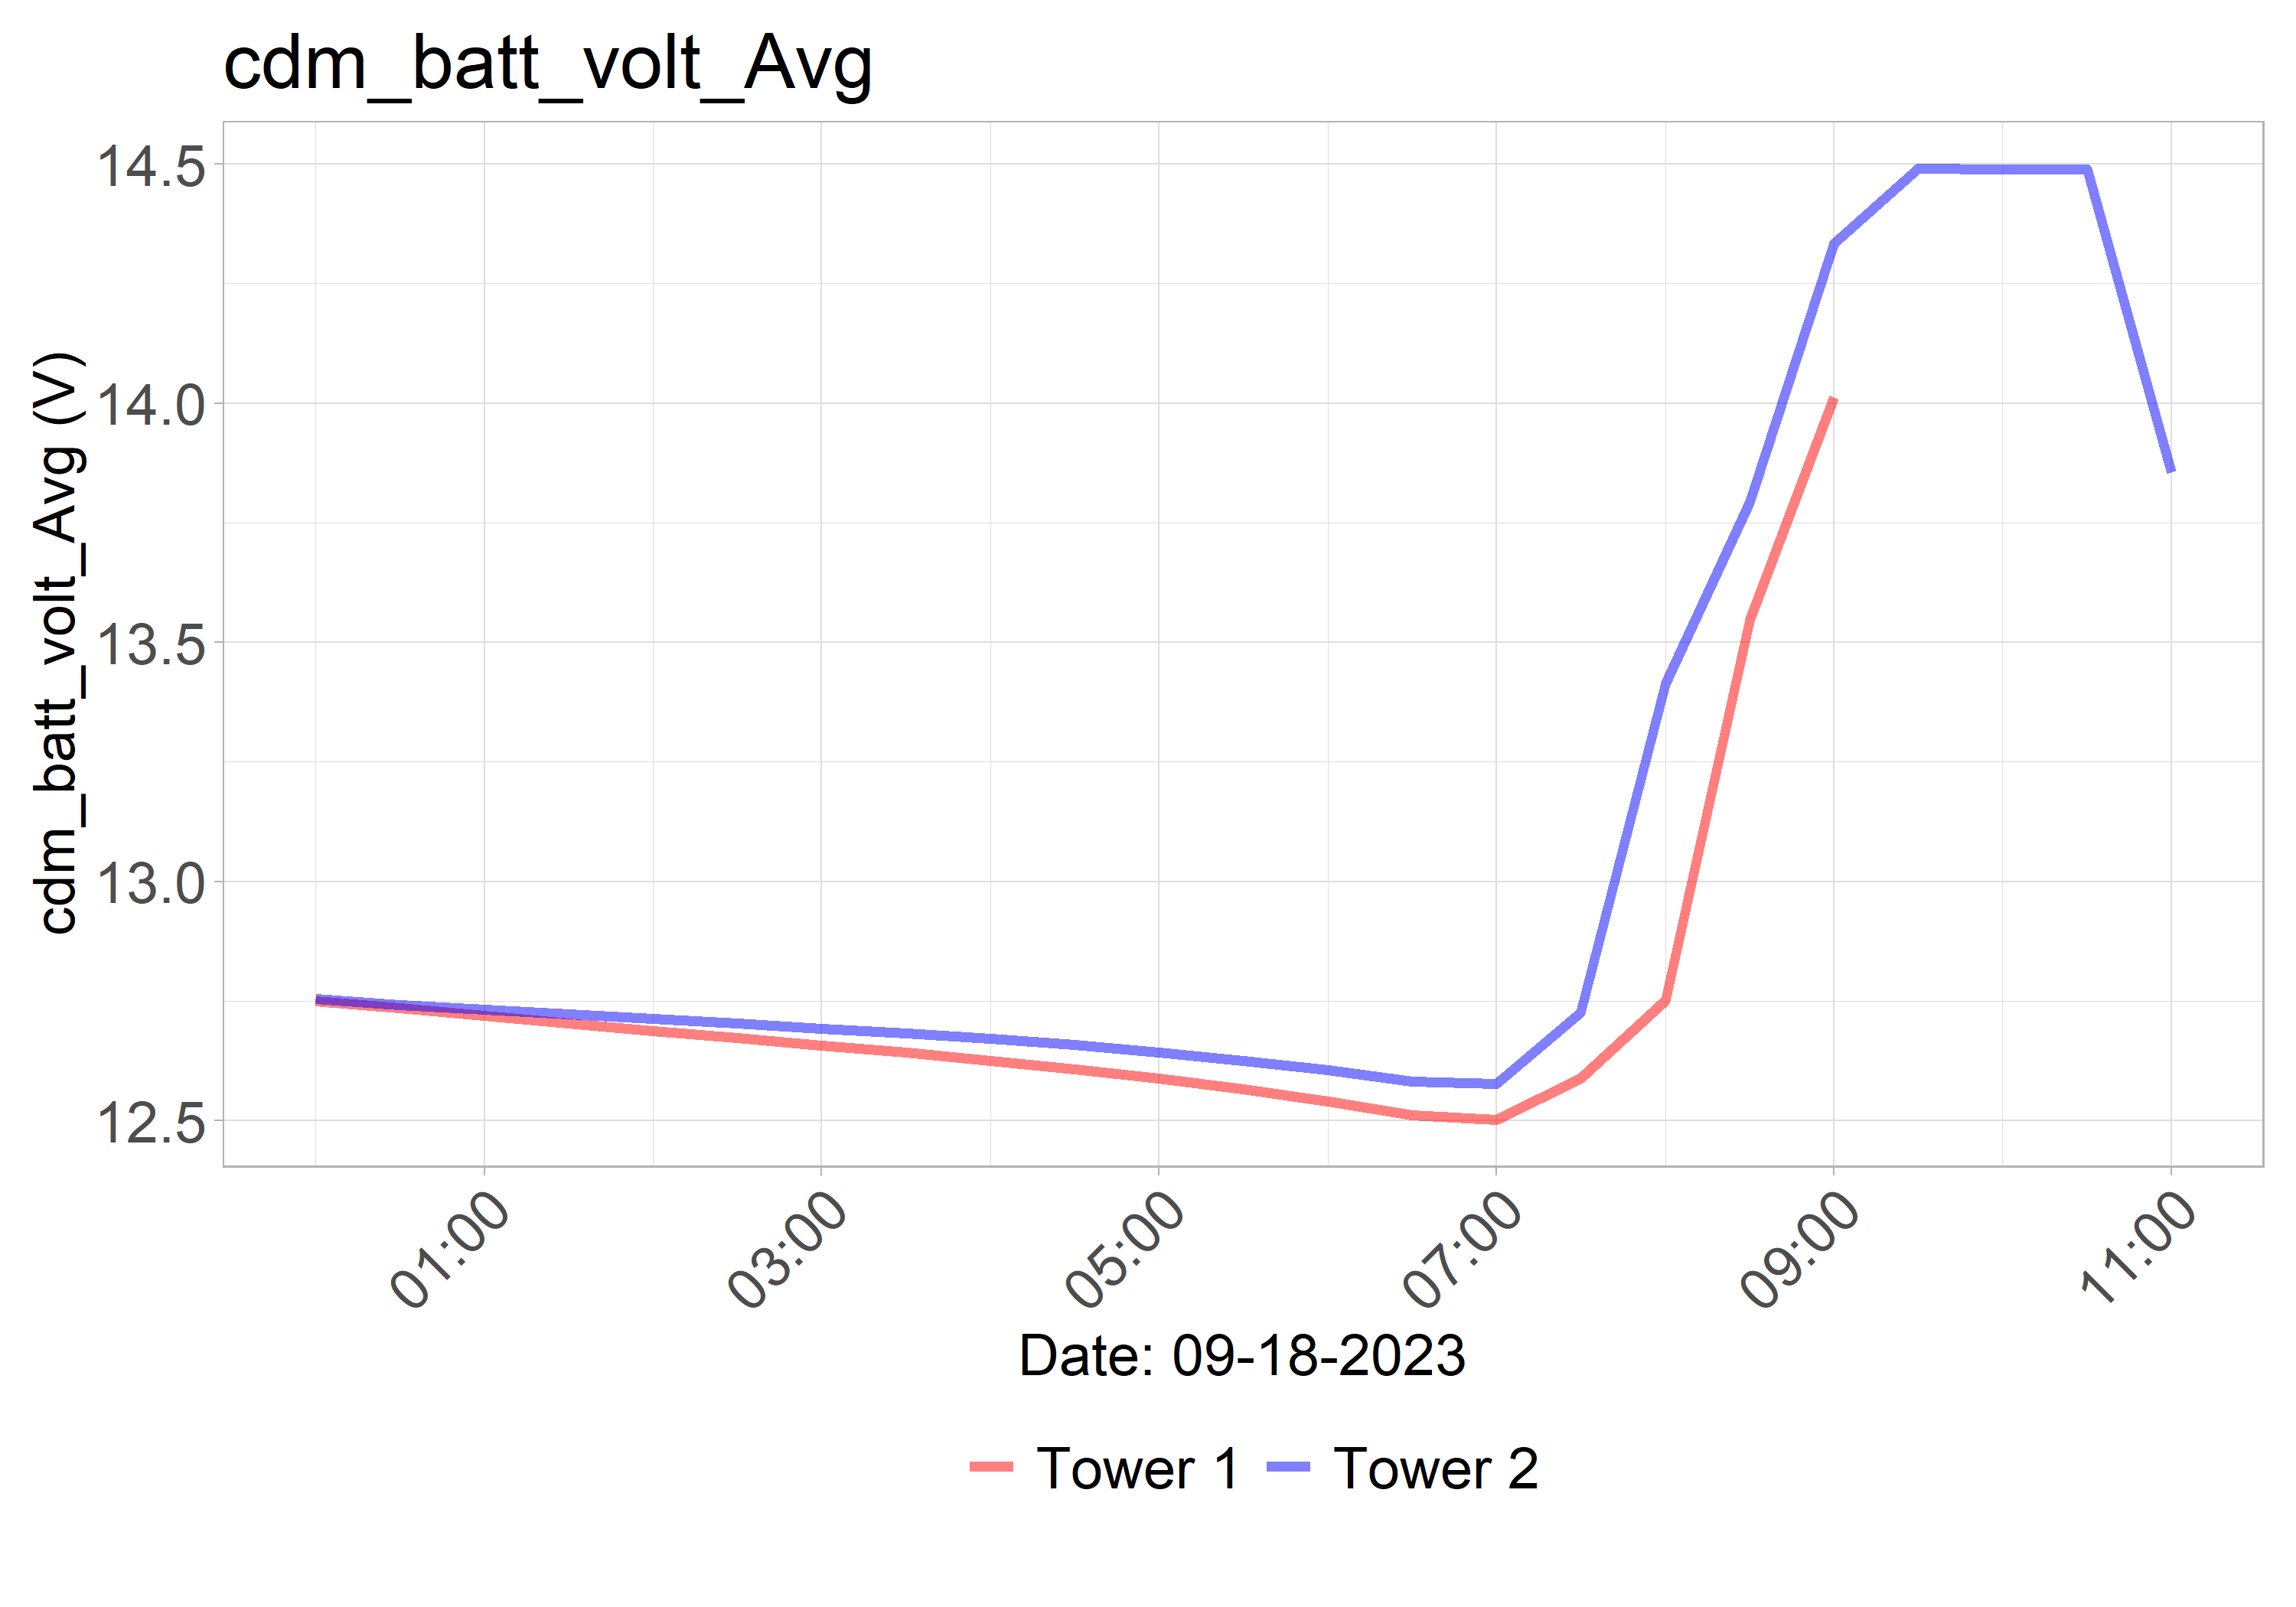 cdm_batt_volt_Avg
cdm_batt_volt_Avg (V)
14.5
14.0
13.5
13.0
12.5
01:00
03:00
05:00
07:00
09:00
11:00
Date: 09-18-2023
Tower 1
Tower 2